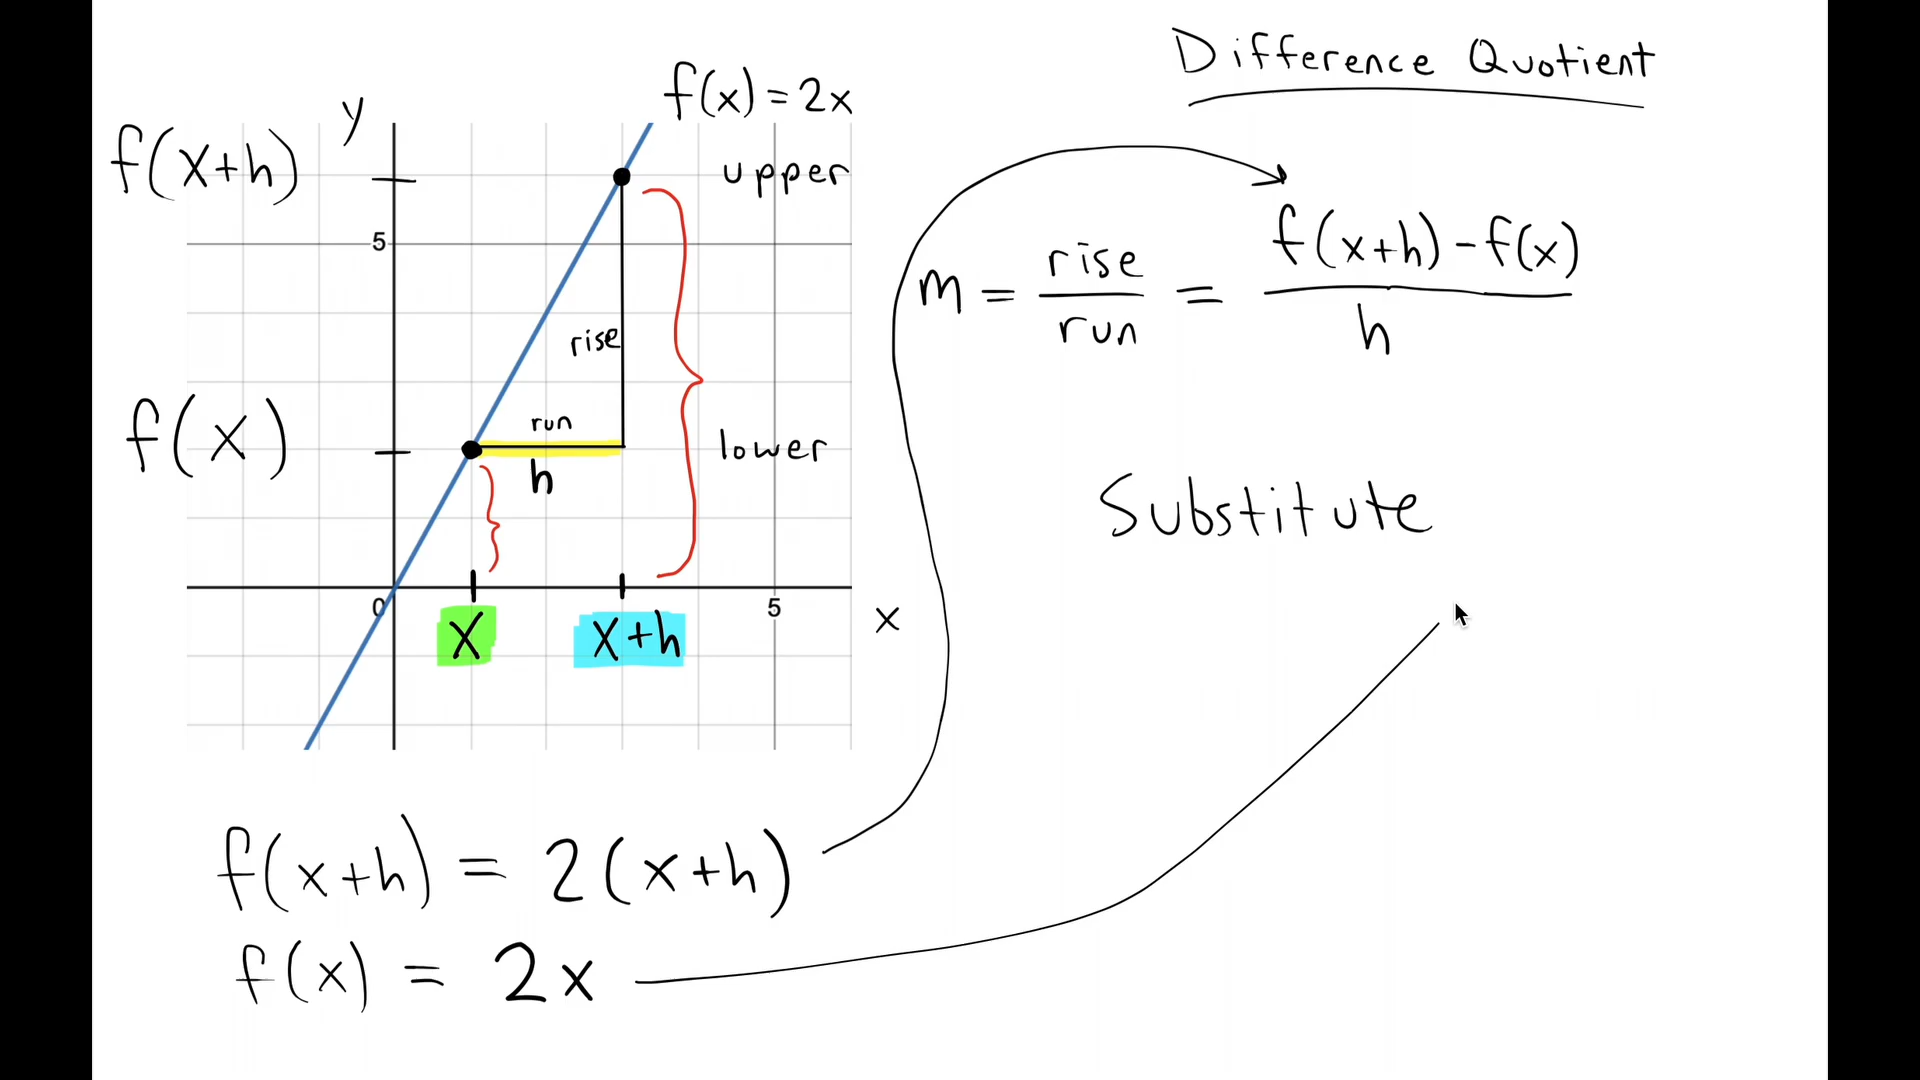 Difference Quotient
f(x) = 2x
y
f(x+h)
upper
5
m = rise/run = (f(x+h) - f(x))/h
rise
f(x)
run
lower
h
Substitute
0
5
x
x
x+h
f(x+h) = 2(x+h)
f(x) = 2x